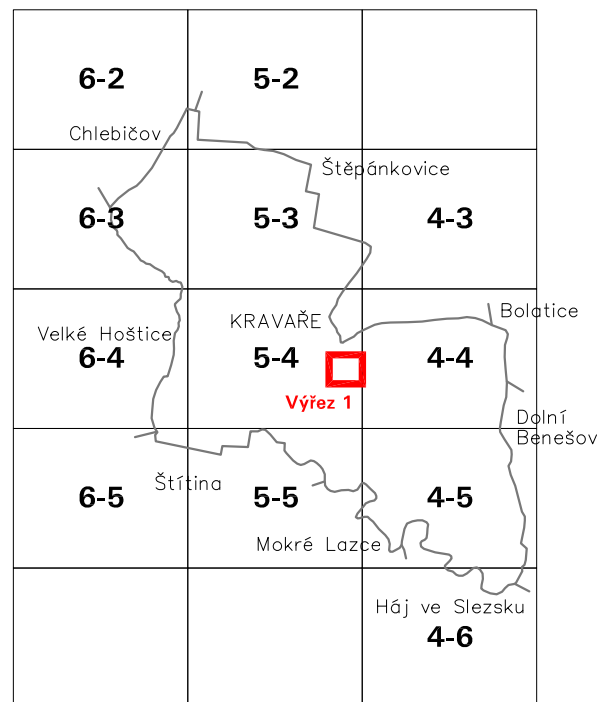 6-2
5-2
Chlebičov
Štěpánkovice
6-3
5-3
4-3
Bolatice
KRAVAŘE
Velké Hoštice
6-4
5-4
4-4
Výřez 1
Dolní
Benešov
Štítina
6-5
5-5
4-5
Mokré Lazce
Háj ve Slezsku
4-6